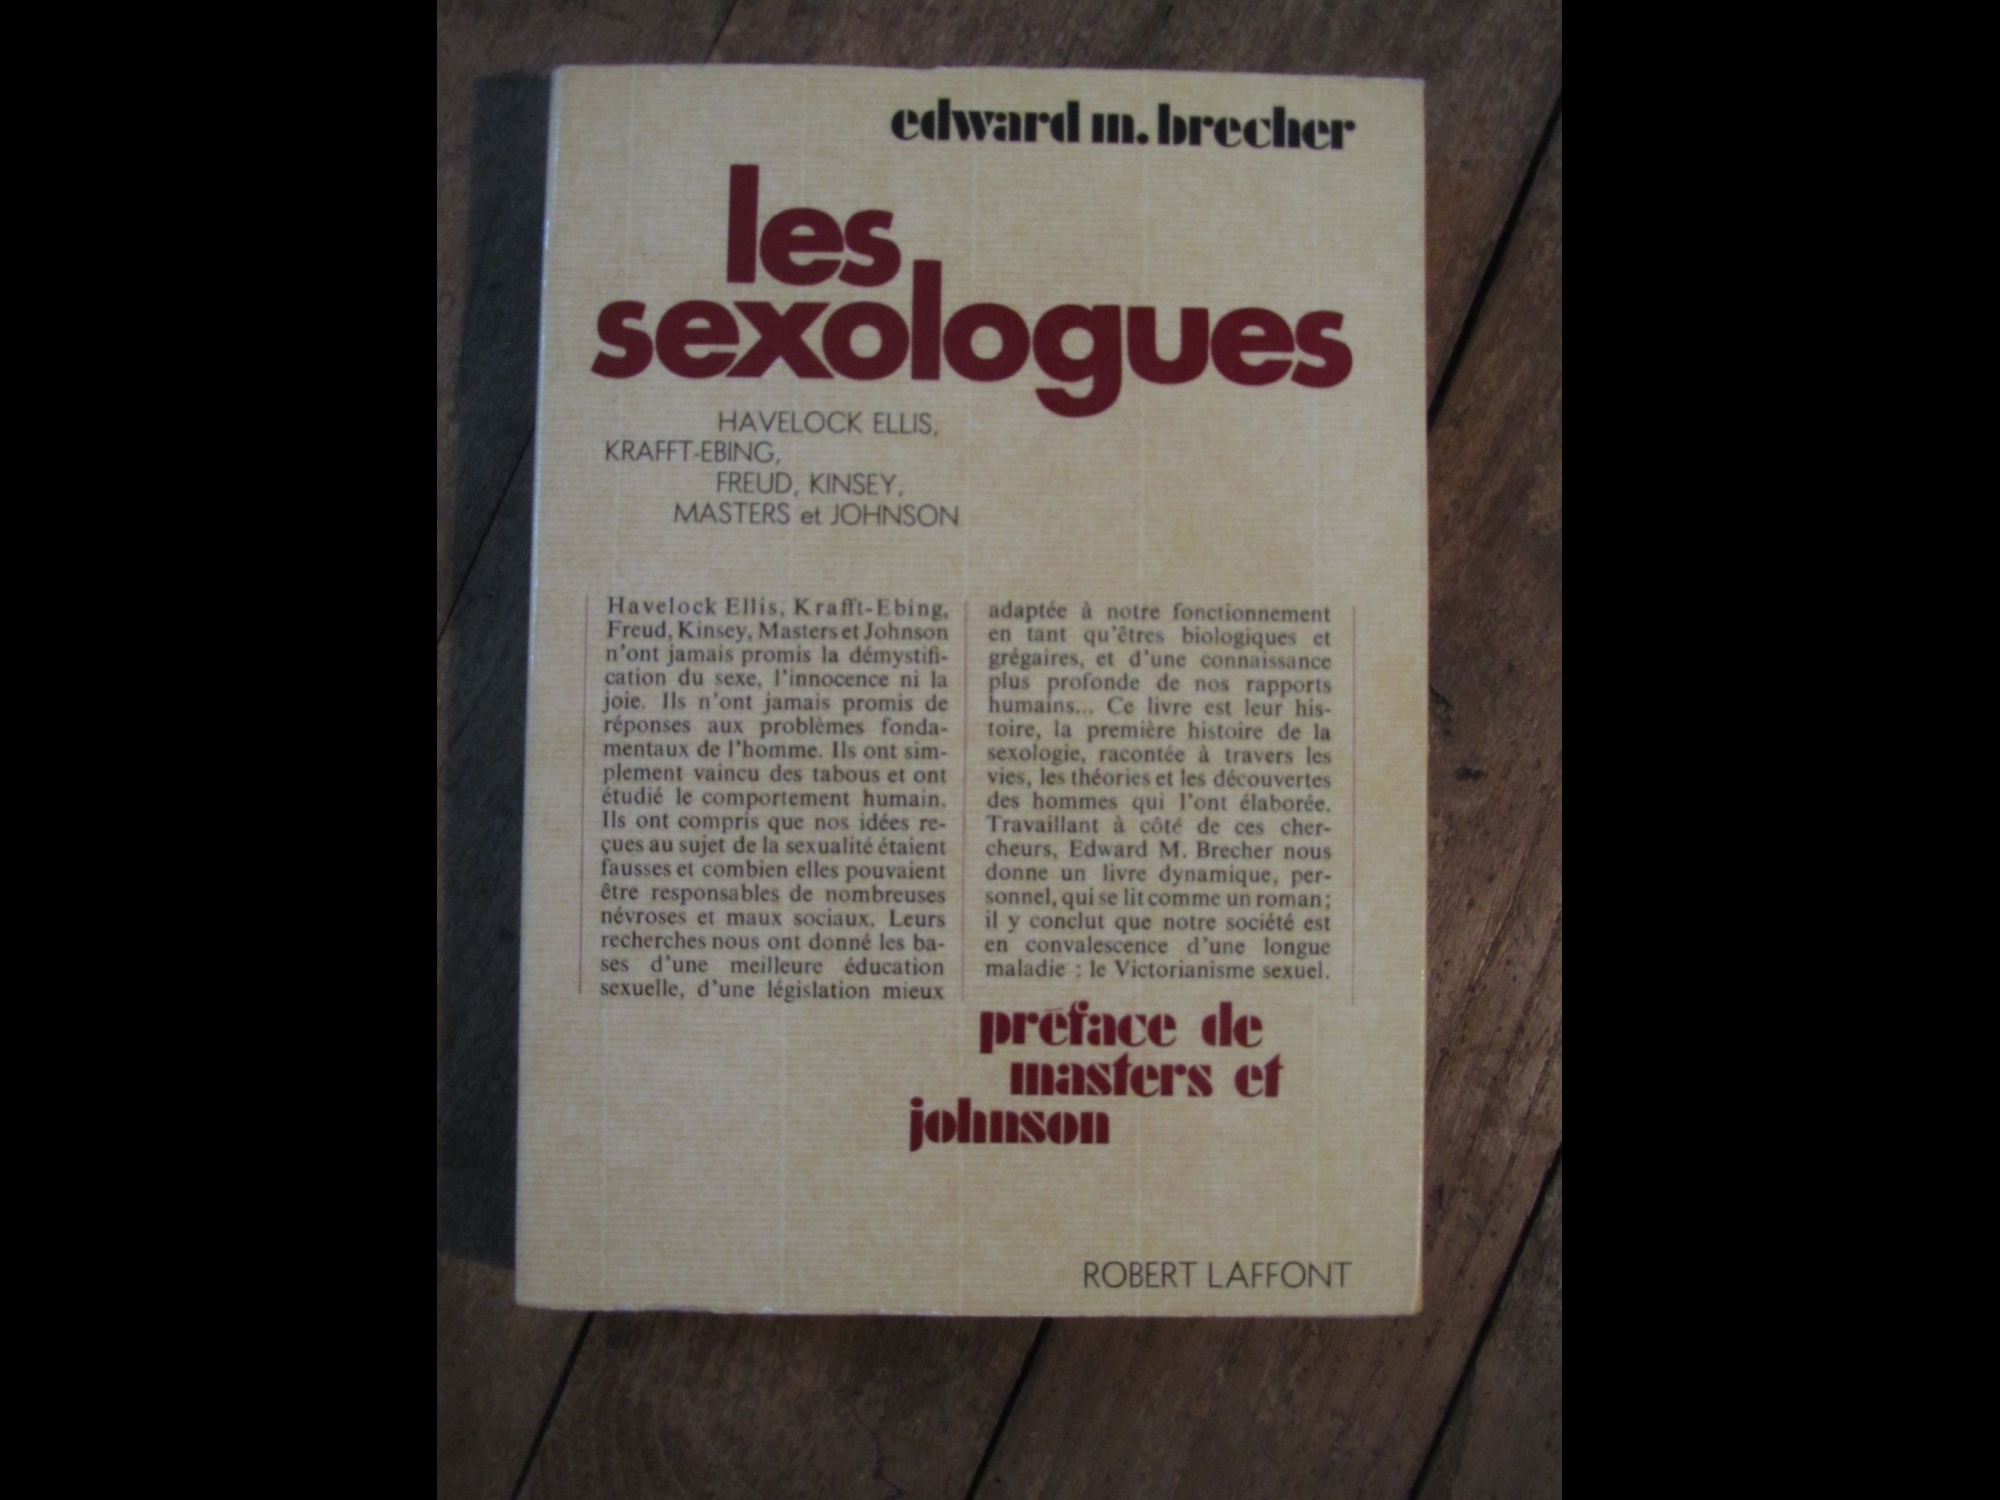 edward m. brecher
les
sexologues
HAVELOCK ELLIS,
KRAFFT-EBING,
FREUD, KINSEY,
MASTERS et JOHNSON
Havelock Ellis, Krafft-Ebing,
Freud, Kinsey, Masters et Johnson
n'ont jamais promis la démystifi-
cation du sexe, l'innocence ni la
joie. Ils n'ont jamais promis de
réponses aux problèmes fonda-
mentaux de l'homme. Ils ont sim-
plement vaincu des tabous et ont
étudié le comportement humain.
Ils ont compris que nos idées re-
çues au sujet de la sexualité étaient
fausses et combien elles pouvaient
être responsables de nombreuses
névroses et maux sociaux. Leurs
recherches nous ont donné les ba-
ses d'une meilleure éducation
sexuelle, d'une législation mieux
adaptée à notre fonctionnement
en tant qu'êtres biologiques et
grégaires, et d'une connaissance
plus profonde de nos rapports
humains... Ce livre est leur his-
toire, la première histoire de la
sexologie, racontée à travers les
vies, les théories et les découvertes
des hommes qui l'ont élaborée.
Travaillant à côté de ces cher-
cheurs, Edward M. Brecher nous
donne un livre dynamique, per-
sonnel, qui se lit comme un roman ;
il y conclut que notre société est
en convalescence d'une longue
maladie : le Victorianisme sexuel.
préface de
masters et
johnson
ROBERT LAFFONT